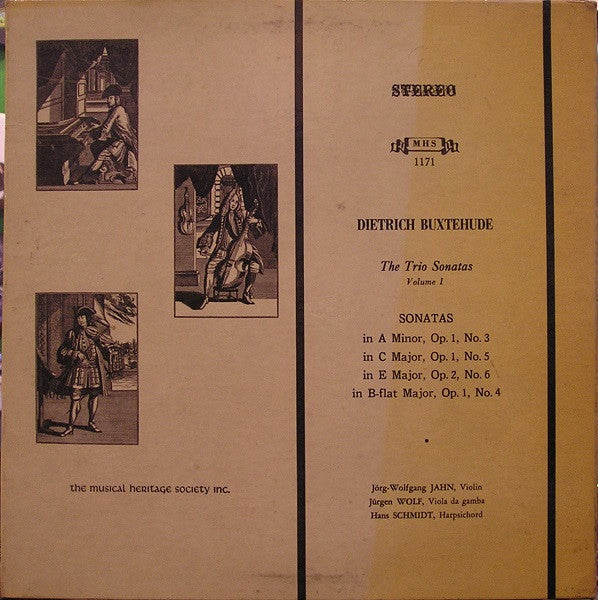 STEREO
MHS
1171
DIETRICH BUXTEHUDE
The Trio Sonatas
Volume I
SONATAS
in A Minor, Op. 1, No. 3
in C Major, Op. 1, No. 5
in E Major, Op. 2, No. 6
in B-flat Major, Op. 1, No. 4
Jörg-Wolfgang JAHN, Violin
Jürgen WOLF, Viola da gamba
Hans SCHMIDT, Harpsichord
the musical heritage society inc.